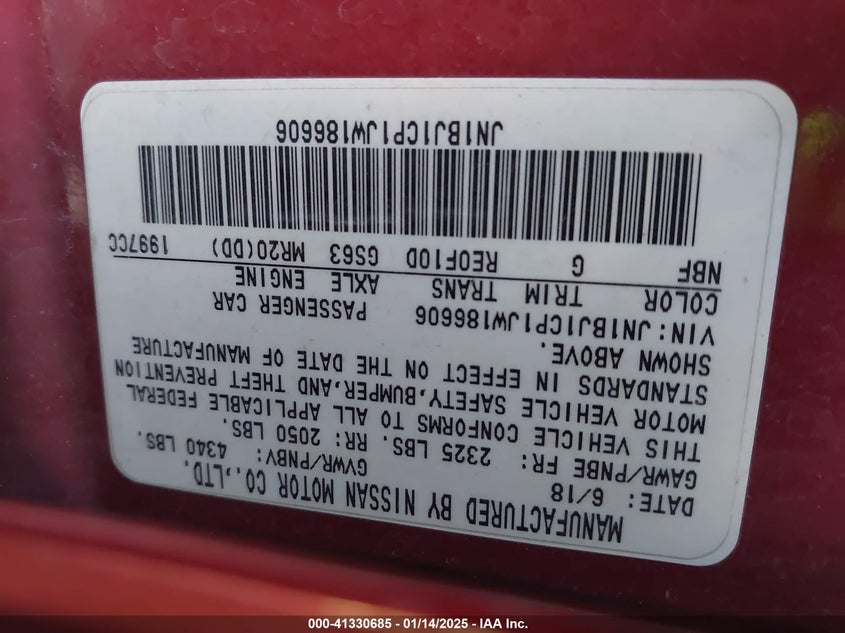 MANUFACTURED BY NISSAN MOTOR CO.,LTD.
DATE: 6/18 GVWR/PNBV: 4340 LBS.
GAWR/PNBE FR: 2325 LBS. RR: 2050 LBS.
THIS VEHICLE CONFORMS TO ALL APPLICABLE FEDERAL
MOTOR VEHICLE SAFETY,BUMPER,AND THEFT PREVENTION
STANDARDS IN EFFECT ON THE DATE OF MANUFACTURE
SHOWN ABOVE.
VIN:JN1BJ1CP1JW186606 PASSENGER CAR
COLOR TRIM TRANS AXLE ENGINE
NBF G RE0F10D GS63 MR20(DD) 1997CC
JN1BJ1CP1JW186606
000-41330685 - 01/14/2025 - IAA Inc.